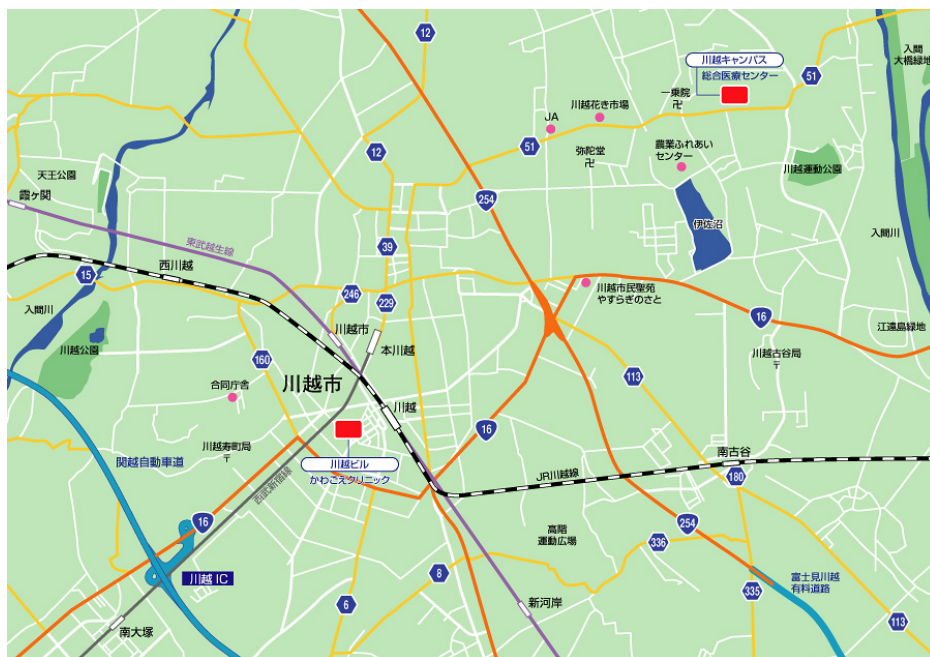 12
川越キャンパス
総合医療センター
入間
大橋緑地
51
一乗院
川越花き市場
JA
12
51
弥陀堂
農業ふれあい
センター
川越運動公園
天王公園
霞ヶ関
254
伊佐沼
入間川
東武越生線
39
西川越
15
246
229
川越市民聖苑
やすらぎのさと
16
入間川
川越市
本川越
江遠島緑地
川越公園
160
川越古谷局
〒
113
合同庁舎
川越市
川越
16
川越寿町局
〒
南古谷
関越自動車道
川越ビル
かわごえクリニック
西武新宿線
JR川越線
180
16
高階
運動広場
336
254
川越 IC
8
富士見川越
有料道路
335
6
新河岸
113
南大塚